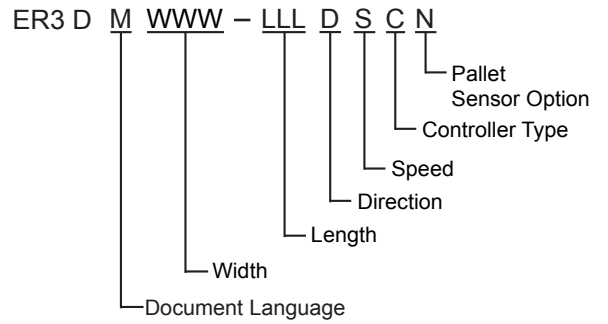 ER3 D M WWW – LLL D S C N
Pallet
Sensor Option
Controller Type
Speed
Direction
Length
Width
Document Language